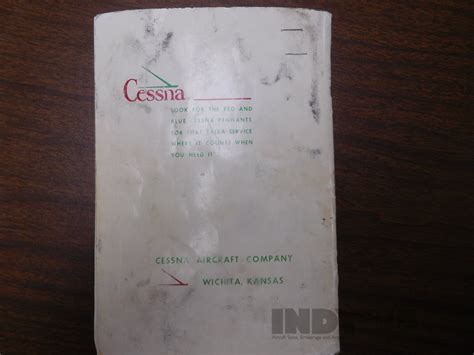 Cessna
LOOK FOR THE RED AND
BLUE CESSNA PENNANTS
FOR THAT EXTRA SERVICE
WHERE IT COUNTS WHEN
YOU NEED IT
CESSNA AIRCRAFT COMPANY
WICHITA, KANSAS